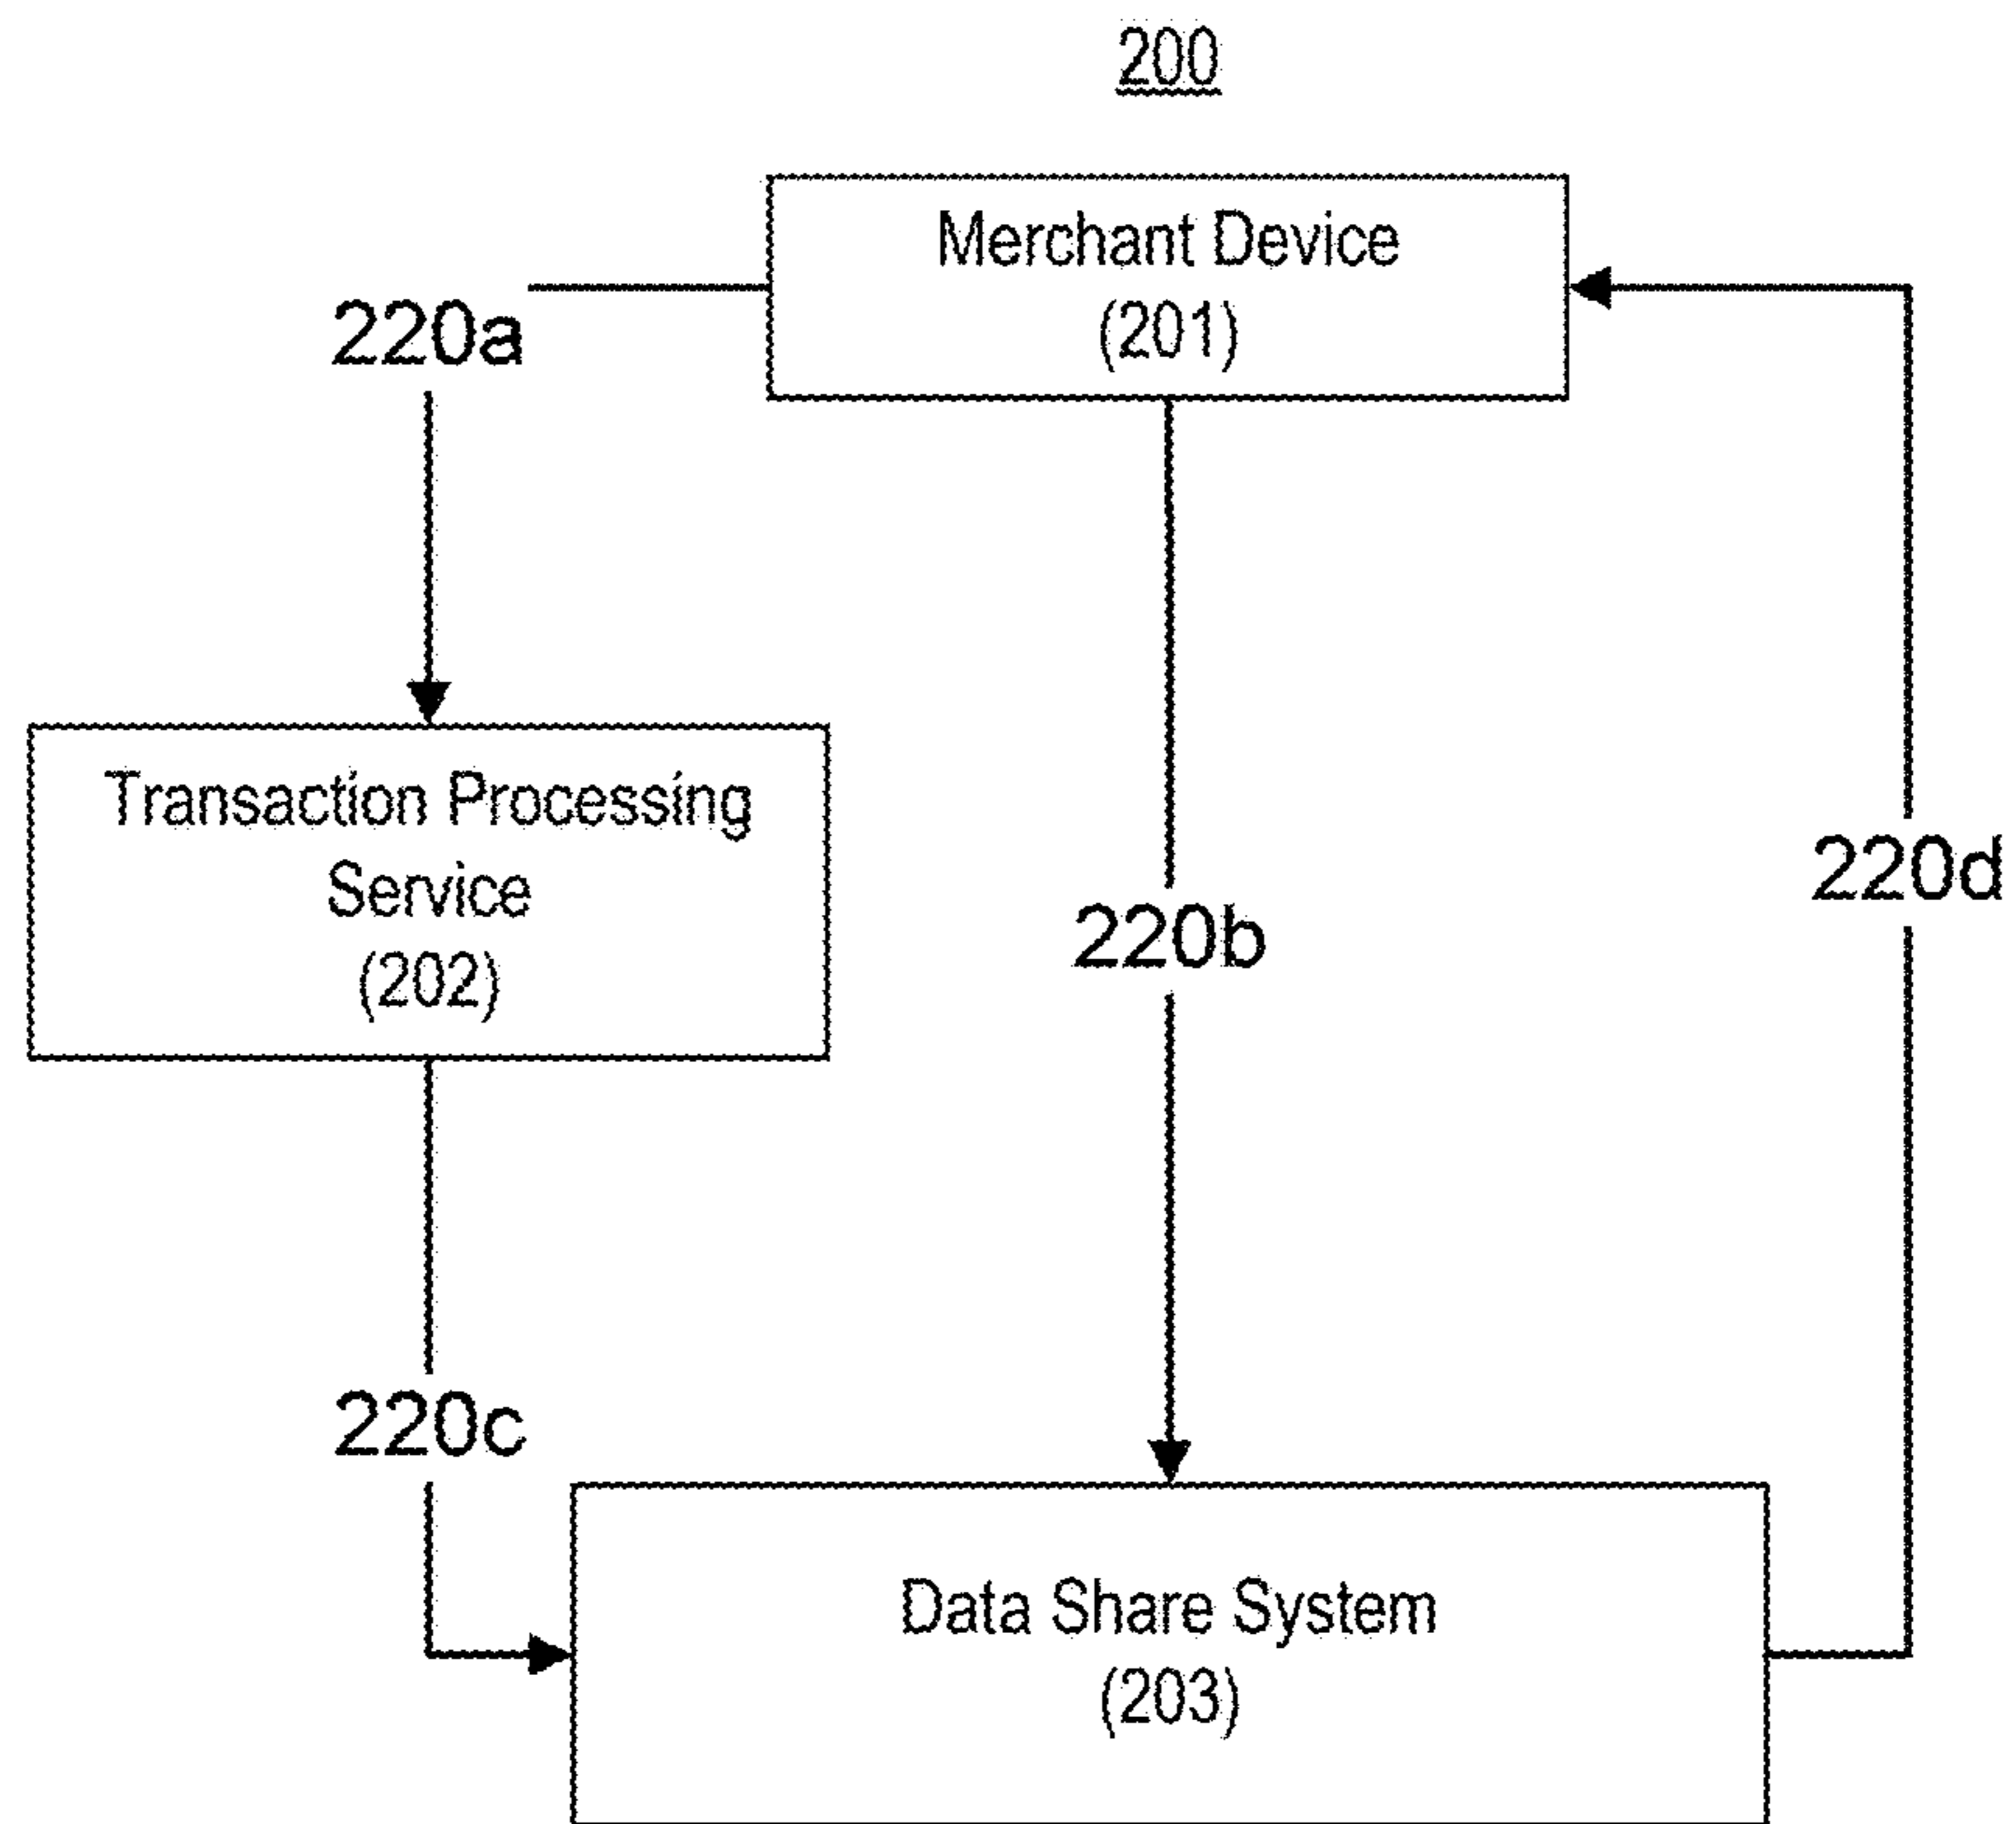 200
Merchant Device
(201)
220a
Transaction Processing
Service
(202)
220b
220d
220c
Data Share System
(203)